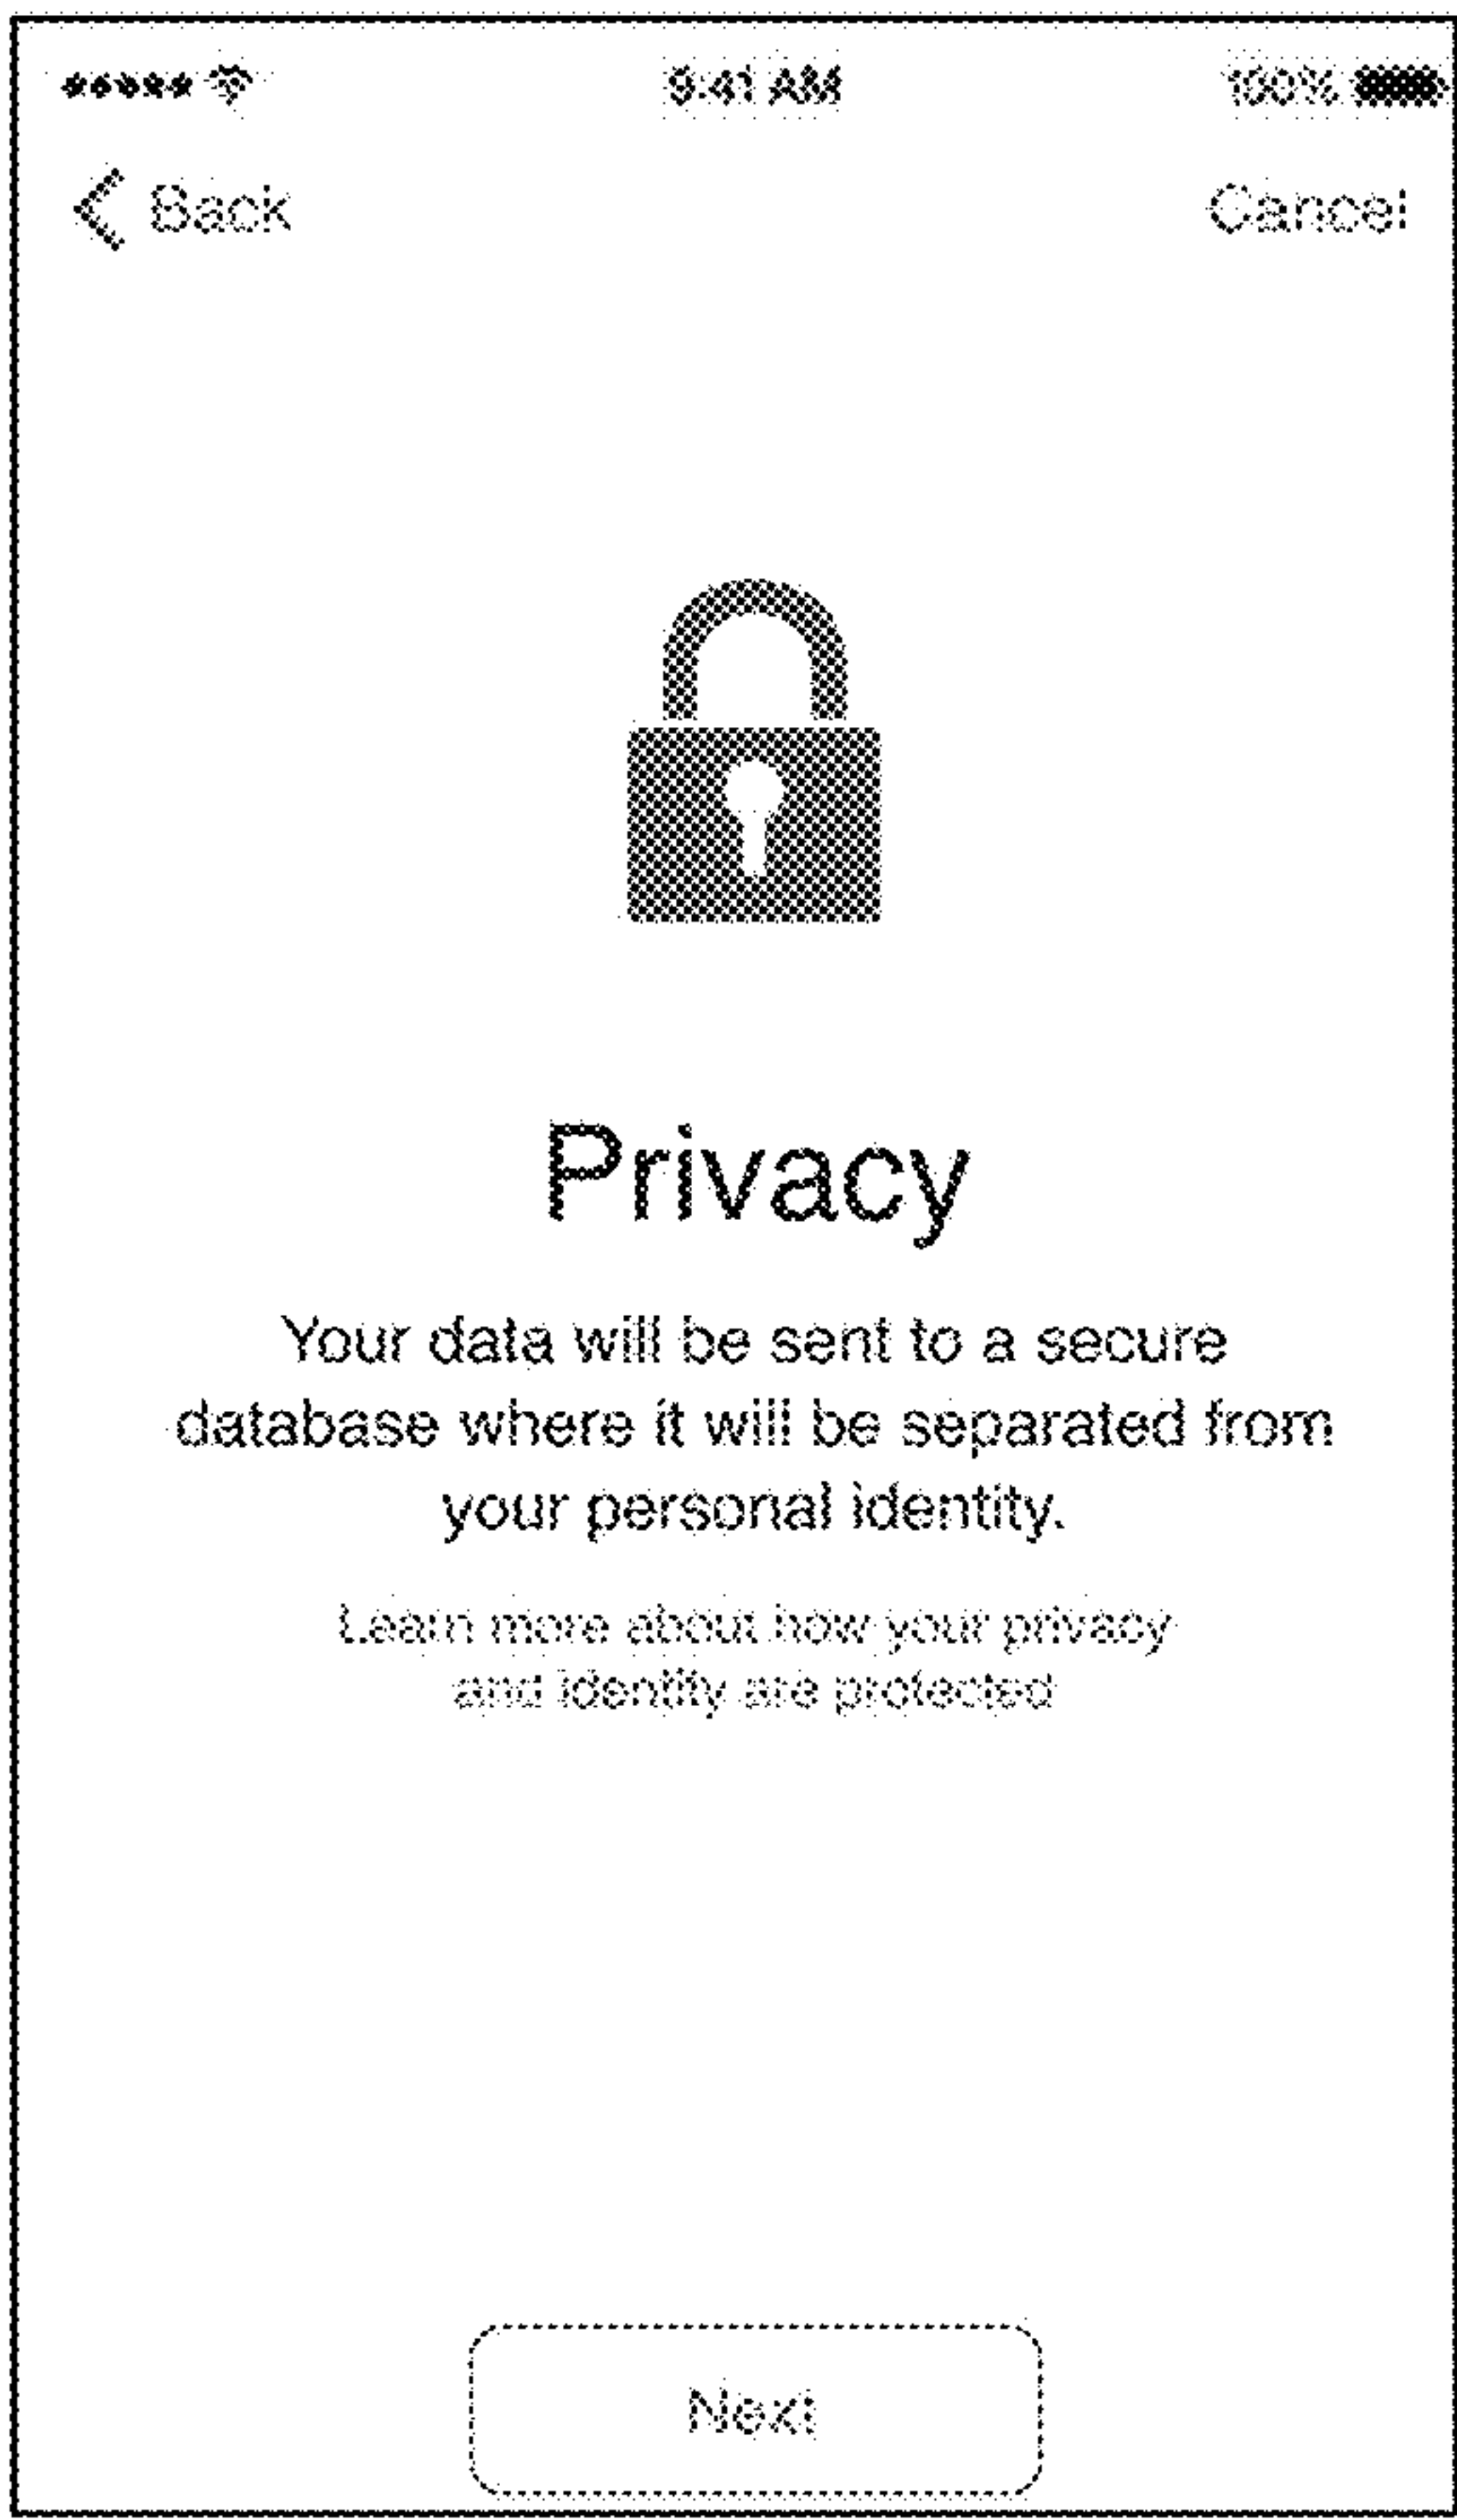 9:41 AM 100%
Back Cancel
Privacy
Your data will be sent to a secure
database where it will be separated from
your personal identity.
Learn more about how your privacy
and identity are protected
Next